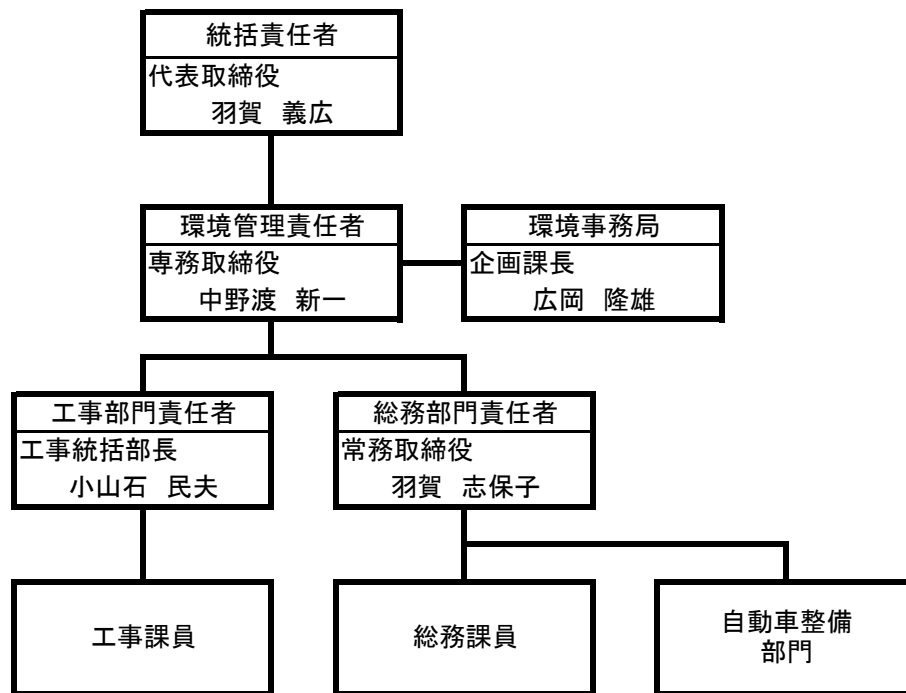 統括責任者
代表取締役
羽賀 義広
環境管理責任者
専務取締役
中野渡 新一
環境事務局
企画課長
広岡 隆雄
工事部門責任者
工事統括部長
小山石 民夫
総務部門責任者
常務取締役
羽賀 志保子
工事課員
総務課員
自動車整備
部門